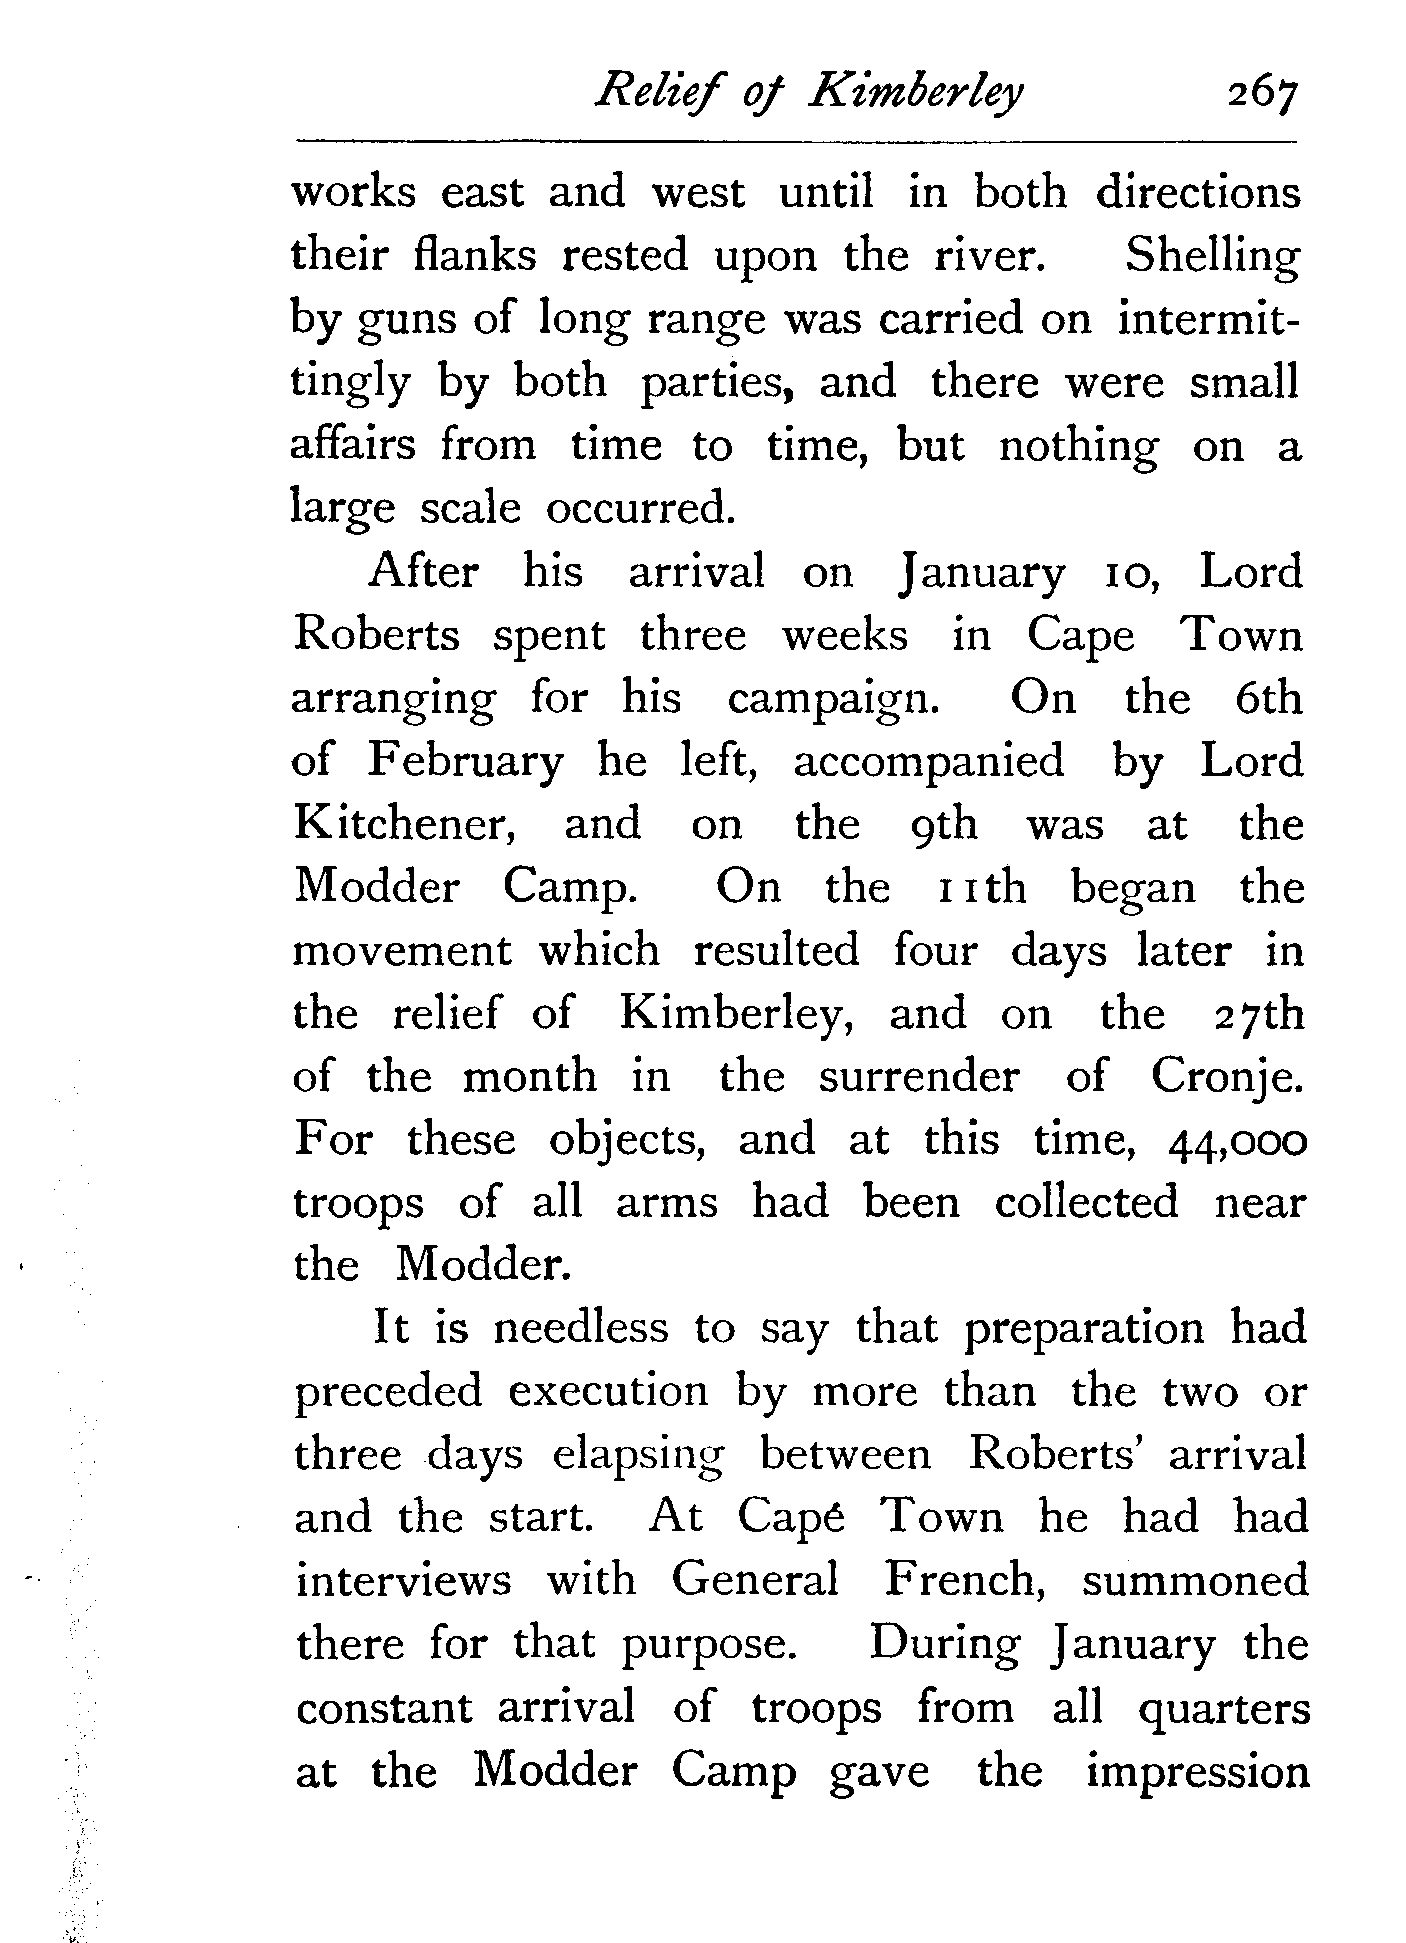 Relief of Kimberley 267
works east and west until in both directions
their flanks rested upon the river. Shelling
by guns of long range was carried on intermit-
tingly by both parties, and there were small
affairs from time to time, but nothing on a
large scale occurred.
After his arrival on January 10, Lord
Roberts spent three weeks in Cape Town
arranging for his campaign. On the 6th
of February he left, accompanied by Lord
Kitchener, and on the 9th was at the
Modder Camp. On the 11th began the
movement which resulted four days later in
the relief of Kimberley, and on the 27th
of the month in the surrender of Cronje.
For these objects, and at this time, 44,000
troops of all arms had been collected near
the Modder.
It is needless to say that preparation had
preceded execution by more than the two or
three days elapsing between Roberts' arrival
and the start. At Cape Town he had had
interviews with General French, summoned
there for that purpose. During January the
constant arrival of troops from all quarters
at the Modder Camp gave the impression